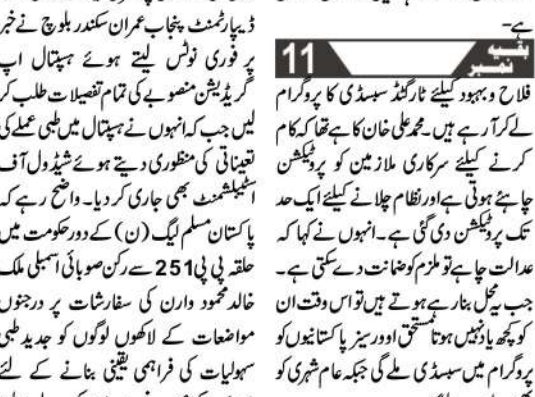 ہے۔
بقیہ نمبر 11
فلاح و بہبود کیلئے ٹارگٹڈ سبسڈی کا پروگرام
لے کر آ رہے ہیں۔ محمد علی خان کا ہے تھا کہ کام
کرنے کیلئے سرکاری ملازمین کو پروٹیکشن
چاہئے ہوتی ہے اور نظام چلانے کیلئے ایک حد
تک پروٹیکشن دی گئی ہے۔ انہوں نے کہا کہ
عدالت چاہے تو ملزم کو ضمانت دے سکتی ہے۔
جب یہ محل بنا رہے ہوتے ہیں تو اس وقت ان
کو کچھ یاد نہیں ہوتا مستحق اوورسیز پاکستانیوں کو
پروگرام میں سبسڈی ملے گی جبکہ عام شہری کو
ڈیپارٹمنٹ پنجاب عمران سکندر بلوچ نے خبر
پر فوری نوٹس لیتے ہوئے ہسپتال اپ
گریڈیشن منصوبے کی تمام تفصیلات طلب کر
لیں جب کہ انہوں نے ہسپتال میں طبی عملے کی
تعیناتی کی منظوری دیتے ہوئے شیڈول آف
اسٹیبلشمنٹ بھی جاری کر دیا۔ واضح رہے کہ
پاکستان مسلم لیگ (ن) کے دور حکومت میں
حلقہ پی پی 251 سے رکن صوبائی اسمبلی ملک
خالد محمود وارن کی سفارشات پر درجنوں
مواضعات کے لاکھوں لوگوں کو جدید طبی
سہولیات کی فراہمی یقینی بنانے کے لئے